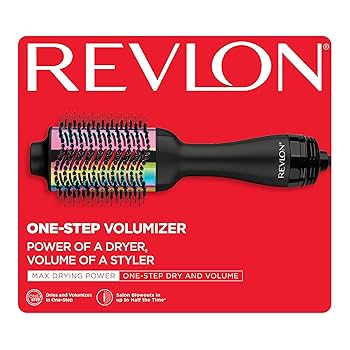 REVLON®
REVLON
ONE-STEP VOLUMIZER
POWER OF A DRYER,
VOLUME OF A STYLER
MAX DRYING POWER ONE-STEP DRY AND VOLUME
Dries and Volumizes
in One-Step
Salon Blowouts in
up to Half the Time*